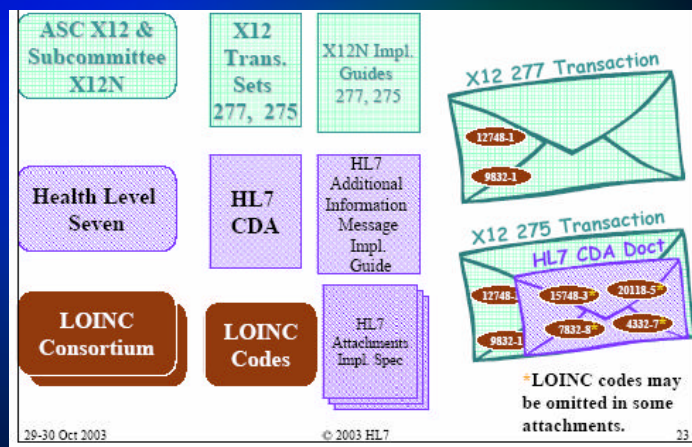 ASC X12 &
Subcommittee
X12N
X12
Trans.
Sets
277, 275
X12N Impl.
Guides
277, 275
X12 277 Transaction
12748-1
9832-1
Health Level
Seven
HL7
CDA
HL7
Additional
Information
Message
Impl.
Guide
X12 275 Transaction
HL7 CDA Doct
12748-
15748-3*
20118-5*
9832-1
7832-8*
4332-7*
LOINC
Consortium
LOINC
Codes
HL7
Attachments
Impl. Spec
*LOINC codes may
be omitted in some
attachments.
29-30 Oct 2003
© 2003 HL7
23